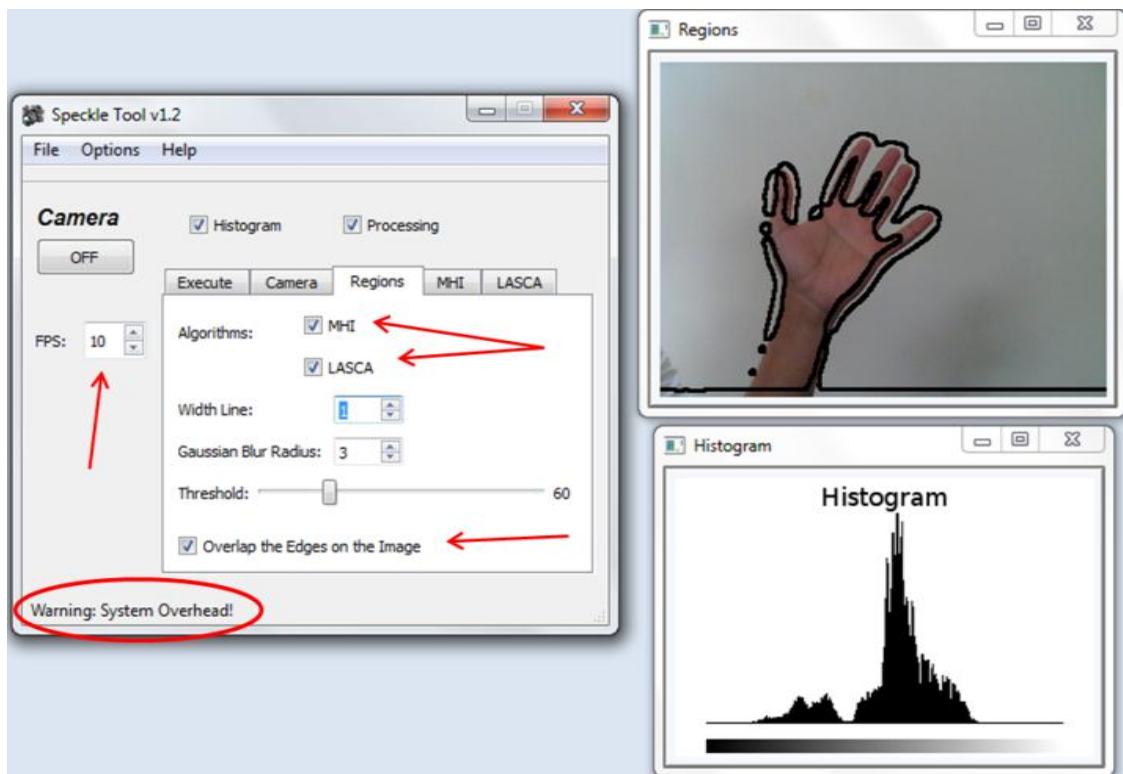 Speckle Tool v1.2
File Options Help
Camera
OFF
Histogram Processing
Execute Camera Regions MHI LASCA
FPS: 10
Algorithms: MHI
LASCA
Width Line: 1
Gaussian Blur Radius: 3
Threshold: 60
Overlap the Edges on the Image
Warning: System Overhead!
Regions
Histogram
Histogram